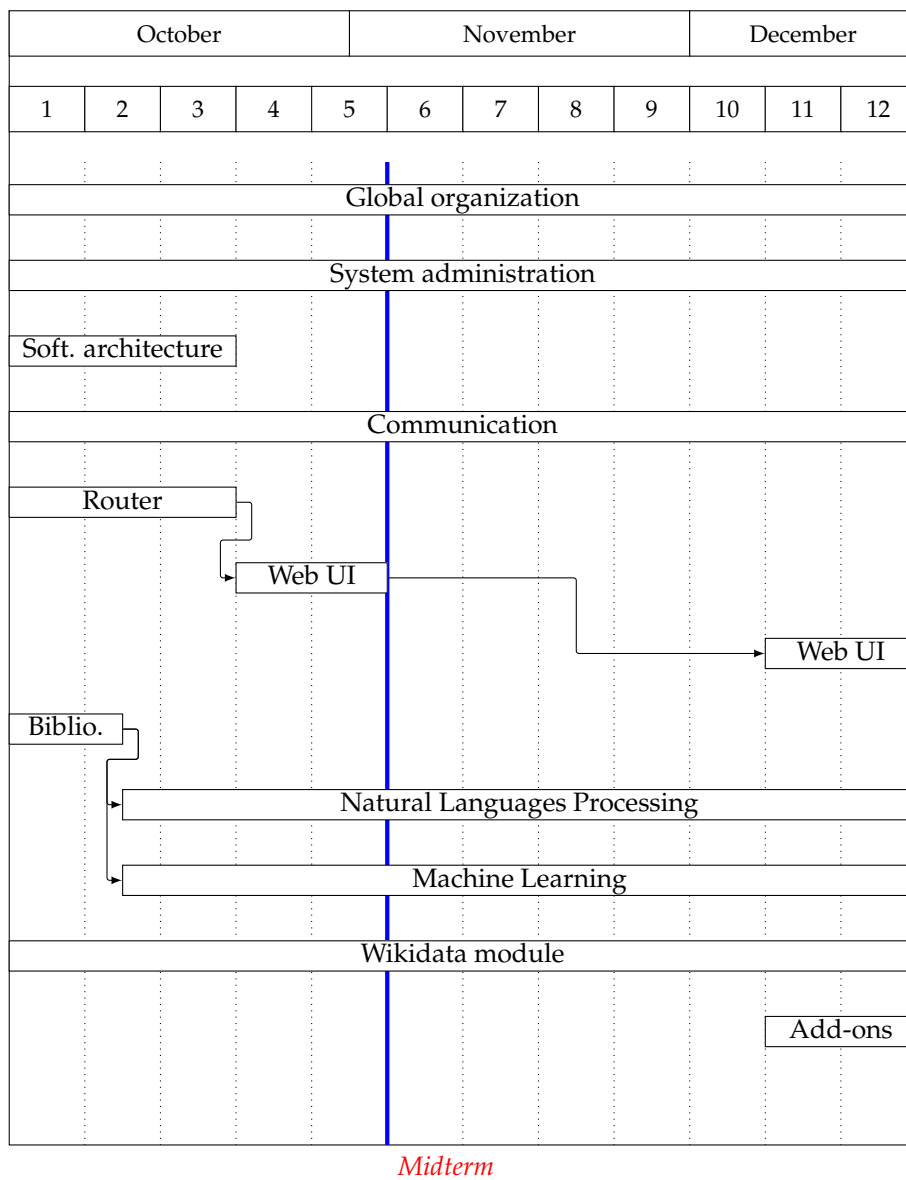 October November December
1 2 3 4 5 6 7 8 9 10 11 12
Global organization
System administration
Soft. architecture
Communication
Router
Web UI
Web UI
Biblio.
Natural Languages Processing
Machine Learning
Wikidata module
Add-ons
Midterm